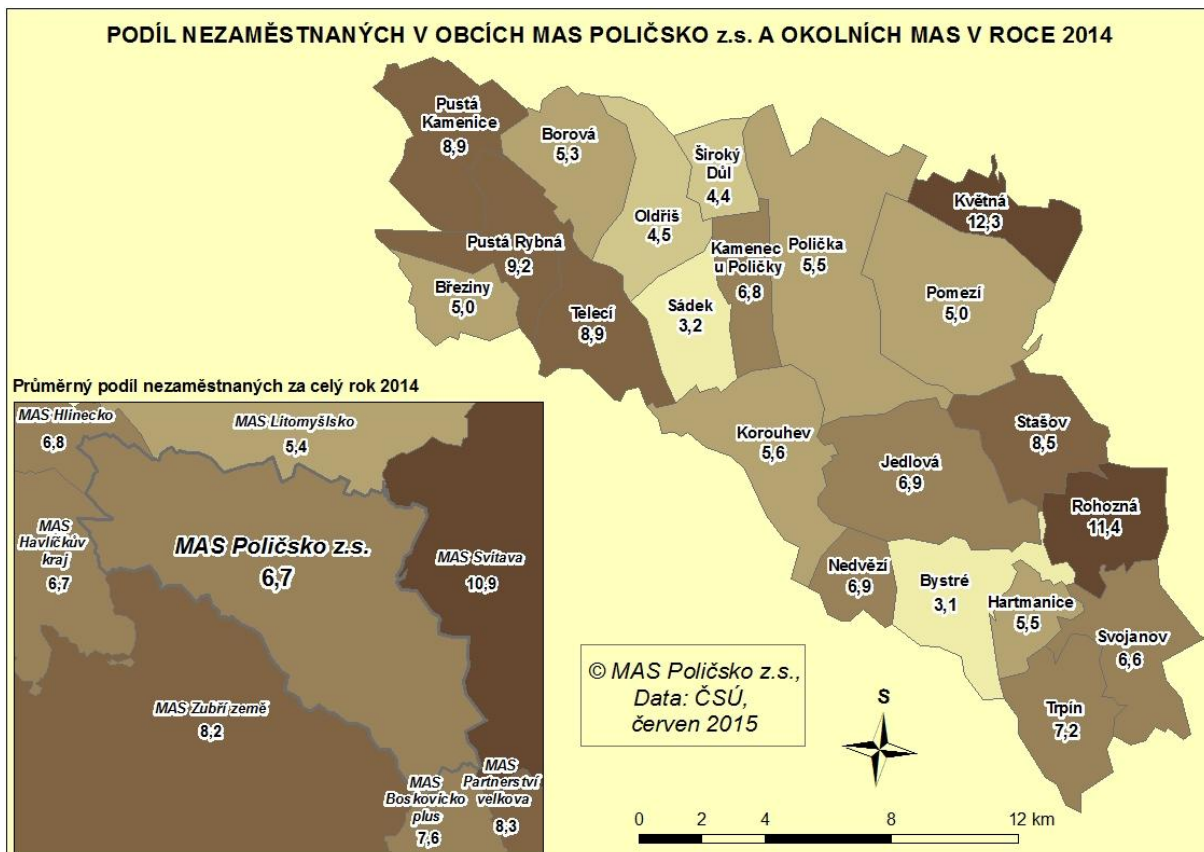 PODÍL NEZAMĚSTNANÝCH V OBCÍCH MAS POLIČSKO z.s. A OKOLNÍCH MAS V ROCE 2014
Pustá
Kamenice
8,9
Borová
5,3
Široký
Důl
4,4
Oldřiš
4,5
Květná
12,3
Pustá Rybná
9,2
Kamenec
u Poličky
6,8
Polička
5,5
Březiny
5,0
Telecí
8,9
Sádek
3,2
Pomezí
5,0
Korouhev
5,6
Jedlová
6,9
Stašov
8,5
Rohozná
11,4
Nedvězí
6,9
Bystré
3,1
Hartmanice
5,5
Svojanov
6,6
Trpín
7,2
Průměrný podíl nezaměstnaných za celý rok 2014
MAS Hlinecko
6,8
MAS Litomyšlsko
5,4
MAS
Havlíčkův
kraj
6,7
MAS Poličsko z.s.
6,7
MAS Svitava
10,9
MAS Zubří země
8,2
MAS
Boskovicko
plus
7,6
MAS
Partnerství
velkova
8,3
© MAS Poličsko z.s.,
Data: ČSÚ,
červen 2015
S
0 2 4 8 12 km